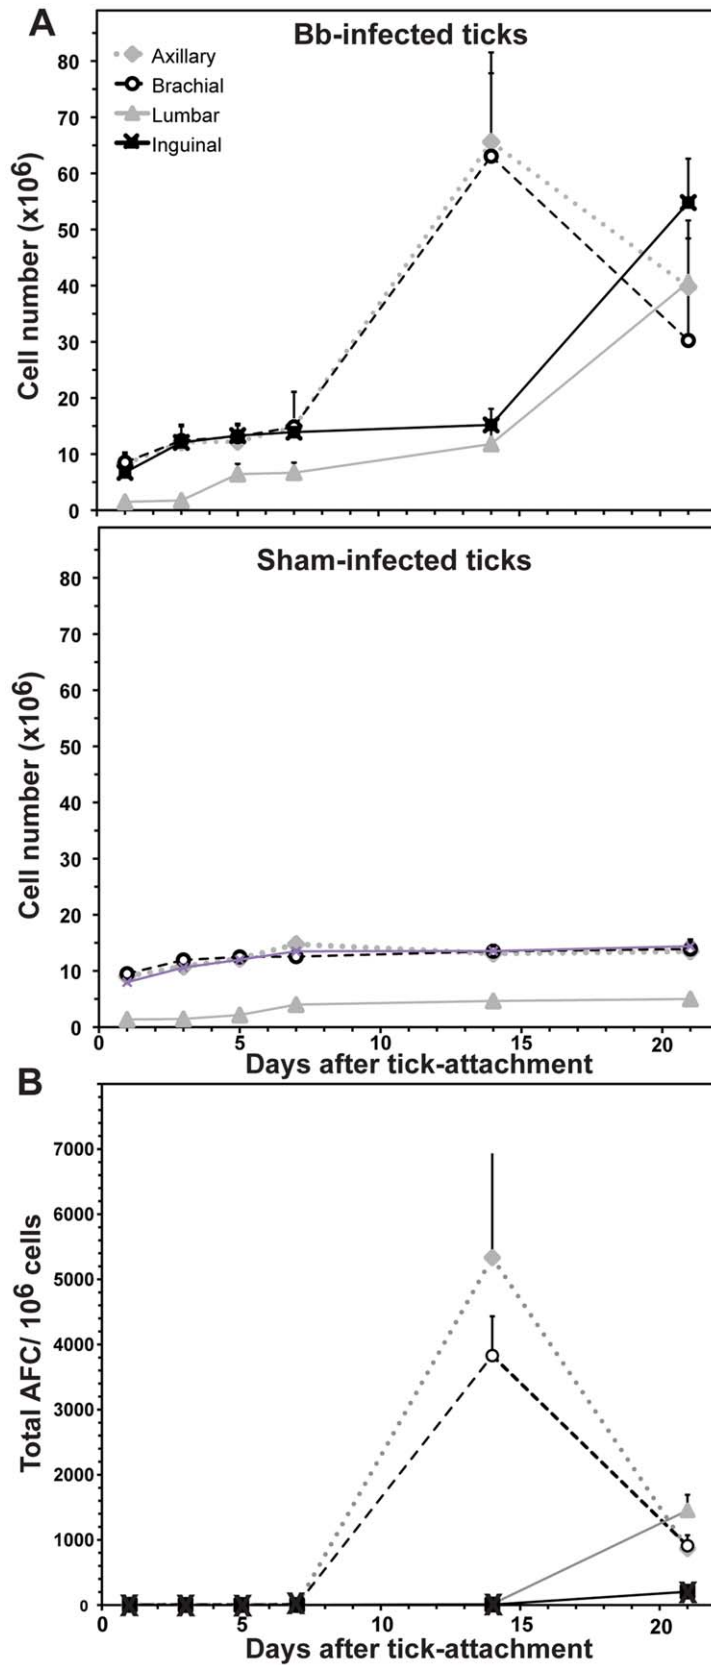 A
Bb-infected ticks
Axillary
Brachial
Lumbar
Inguinal
Cell number (x10⁶)
80
70
60
50
40
30
20
10
0
Sham-infected ticks
Cell number (x10⁶)
80
70
60
50
40
30
20
10
0
0 5 10 15 20
Days after tick-attachment
B
Total AFC/ 10⁶ cells
7000
6000
5000
4000
3000
2000
1000
0
0 5 10 15 20
Days after tick-attachment